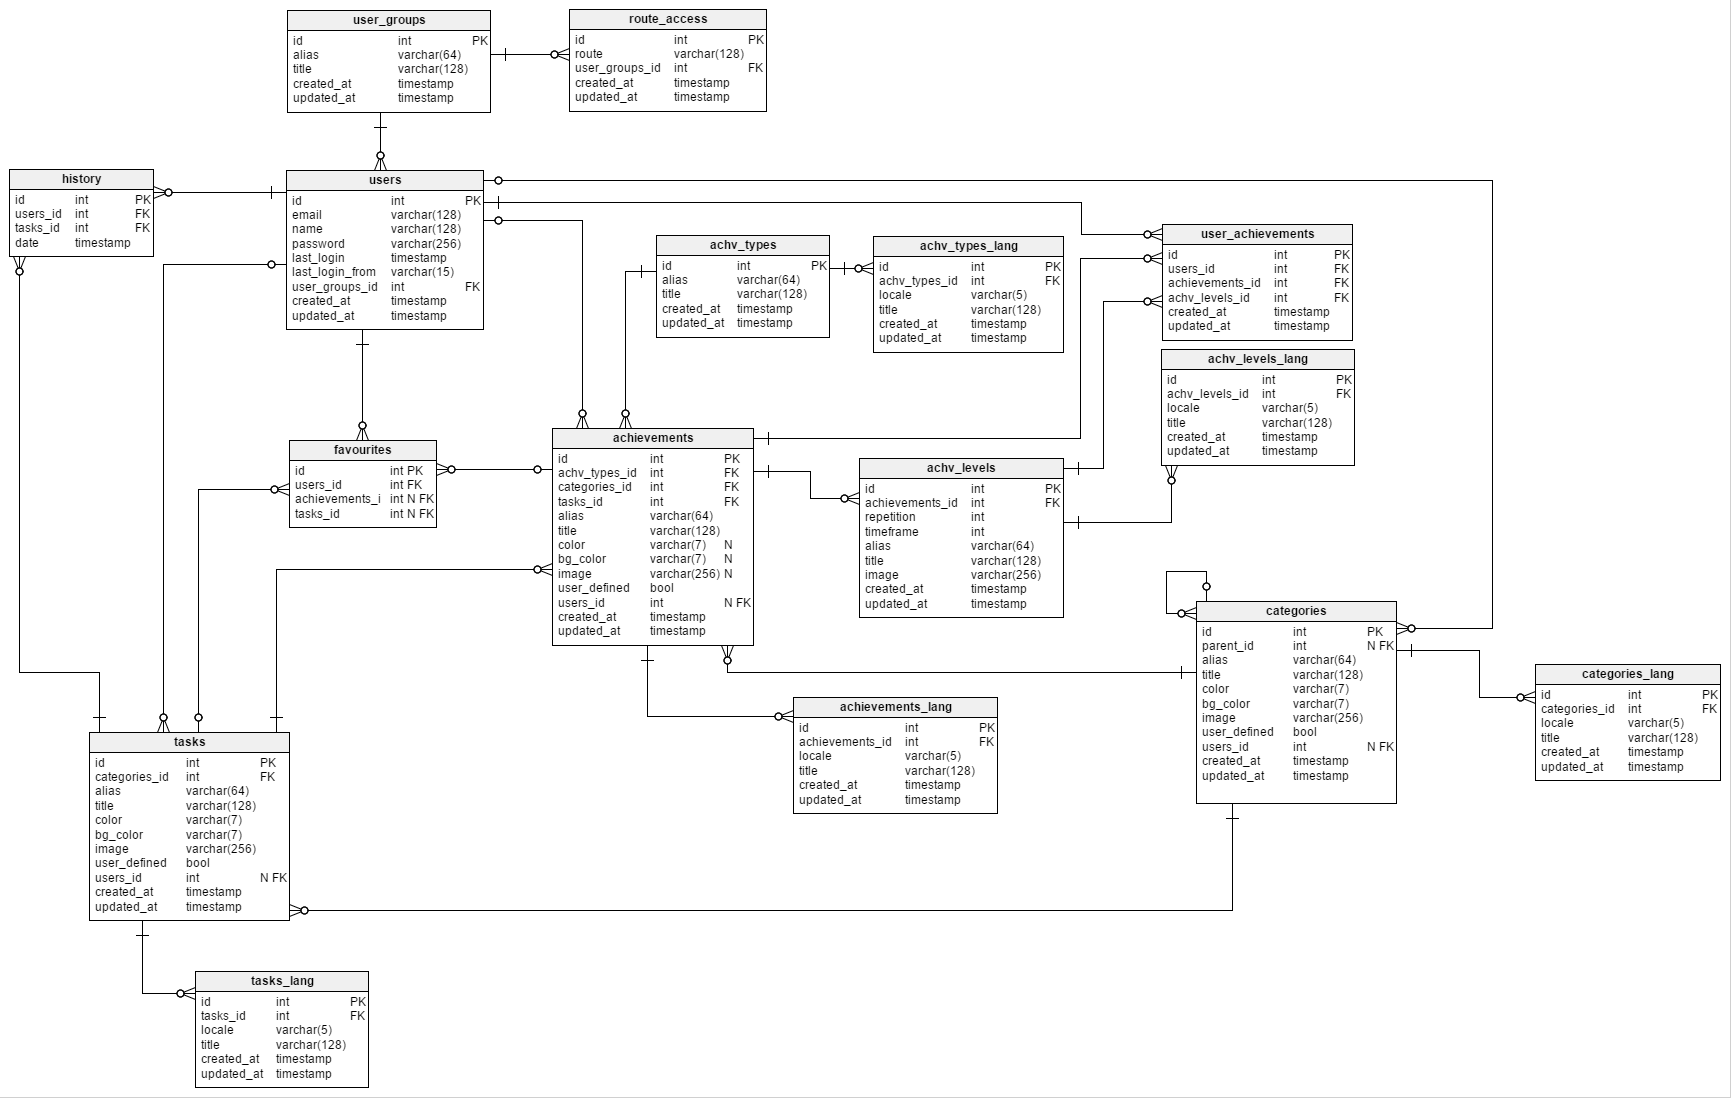 user_groups
id int PK
alias varchar(64)
title varchar(128)
created_at timestamp
updated_at timestamp
route_access
id int PK
route varchar(128)
user_groups_id int FK
created_at timestamp
updated_at timestamp
history
id int PK
users_id int FK
tasks_id int FK
date timestamp
users
id int PK
email varchar(128)
name varchar(128)
password varchar(256)
last_login timestamp
last_login_from varchar(15)
user_groups_id int FK
created_at timestamp
updated_at timestamp
achv_types
id int PK
alias varchar(64)
title varchar(128)
created_at timestamp
updated_at timestamp
achv_types_lang
id int PK
achv_types_id int FK
locale varchar(5)
title varchar(128)
created_at timestamp
updated_at timestamp
user_achievements
id int PK
users_id int FK
achievements_id int FK
achv_levels_id int FK
created_at timestamp
updated_at timestamp
achv_levels_lang
id int PK
achv_levels_id int FK
locale varchar(5)
title varchar(128)
created_at timestamp
updated_at timestamp
favourites
id int PK
users_id int FK
achievements_i int N FK
tasks_id int N FK
achievements
id int PK
achv_types_id int FK
categories_id int FK
tasks_id int FK
alias varchar(64)
title varchar(128)
color varchar(7) N
bg_color varchar(7) N
image varchar(256) N
user_defined bool
users_id int N FK
created_at timestamp
updated_at timestamp
achv_levels
id int PK
achievements_id int FK
repetition int
timeframe int
alias varchar(64)
title varchar(128)
image varchar(256)
created_at timestamp
updated_at timestamp
categories
id int PK
parent_id int N FK
alias varchar(64)
title varchar(128)
color varchar(7)
bg_color varchar(7)
image varchar(256)
user_defined bool
users_id int N FK
created_at timestamp
updated_at timestamp
categories_lang
id int PK
categories_id int FK
locale varchar(5)
title varchar(128)
created_at timestamp
updated_at timestamp
achievements_lang
id int PK
achievements_id int FK
locale varchar(5)
title varchar(128)
created_at timestamp
updated_at timestamp
tasks
id int PK
categories_id int FK
alias varchar(64)
title varchar(128)
color varchar(7)
bg_color varchar(7)
image varchar(256)
user_defined bool
users_id int N FK
created_at timestamp
updated_at timestamp
tasks_lang
id int PK
tasks_id int FK
locale varchar(5)
title varchar(128)
created_at timestamp
updated_at timestamp